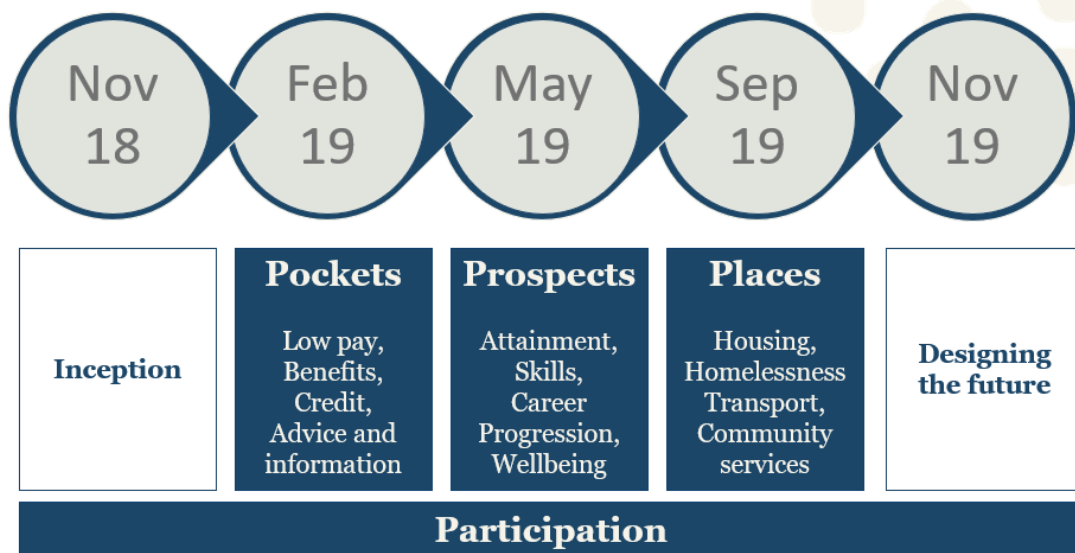 Nov
18
Feb
19
May
19
Sep
19
Nov
19
Inception
Pockets
Low pay,
Benefits,
Credit,
Advice and
information
Prospects
Attainment,
Skills,
Career
Progression,
Wellbeing
Places
Housing,
Homelessness
Transport,
Community
services
Designing
the future
Participation